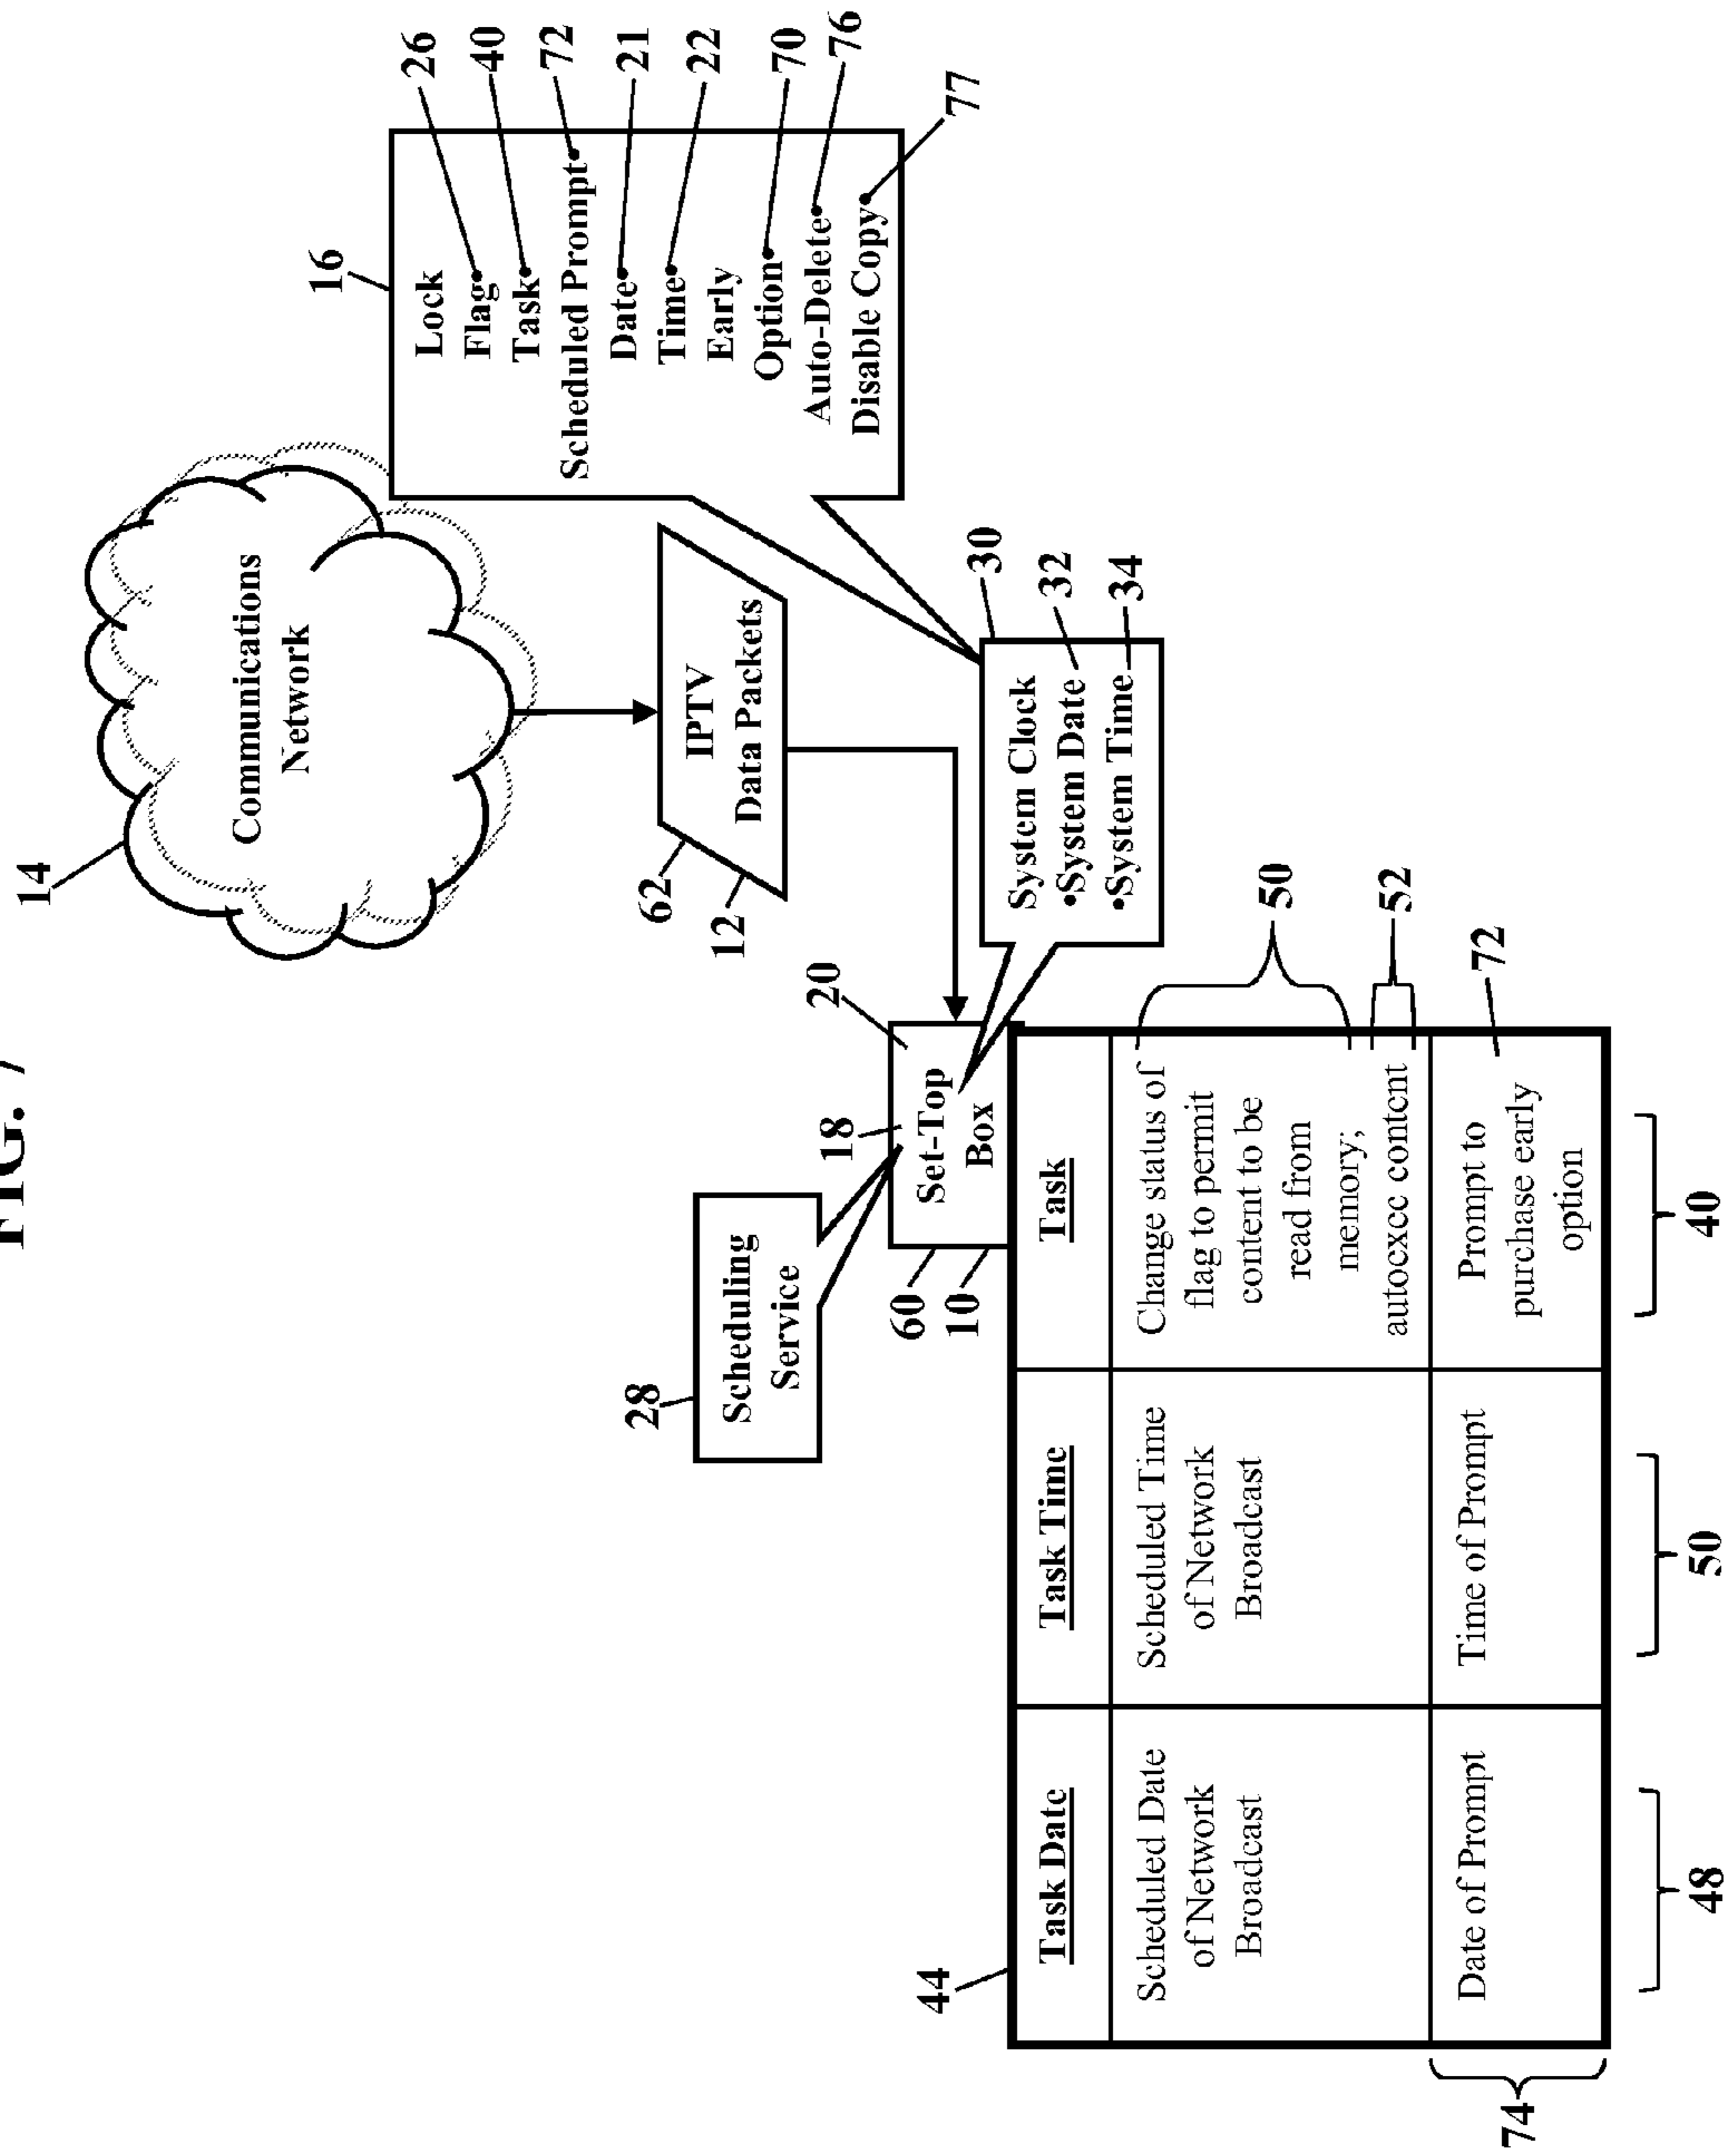 FIG. 7
14
Communications
Network
16
Lock
Flag
Task
Scheduled Prompt
Date
Time
Early
Option
Auto-Delete
Disable Copy
26
40
72
21
22
70
76
77
62
12
IPTV
Data Packets
28
Scheduling
Service
18
20
Set-Top
Box
60
10
30
System Clock
•System Date
•System Time
32
34
44
Task Date
Task Time
Task
Scheduled Date
of Network
Broadcast
Scheduled Time
of Network
Broadcast
Change status of
flag to permit
content to be
read from
memory;
autoexec content
50
52
74
Date of Prompt
Time of Prompt
Prompt to
purchase early
option
72
48
50
40